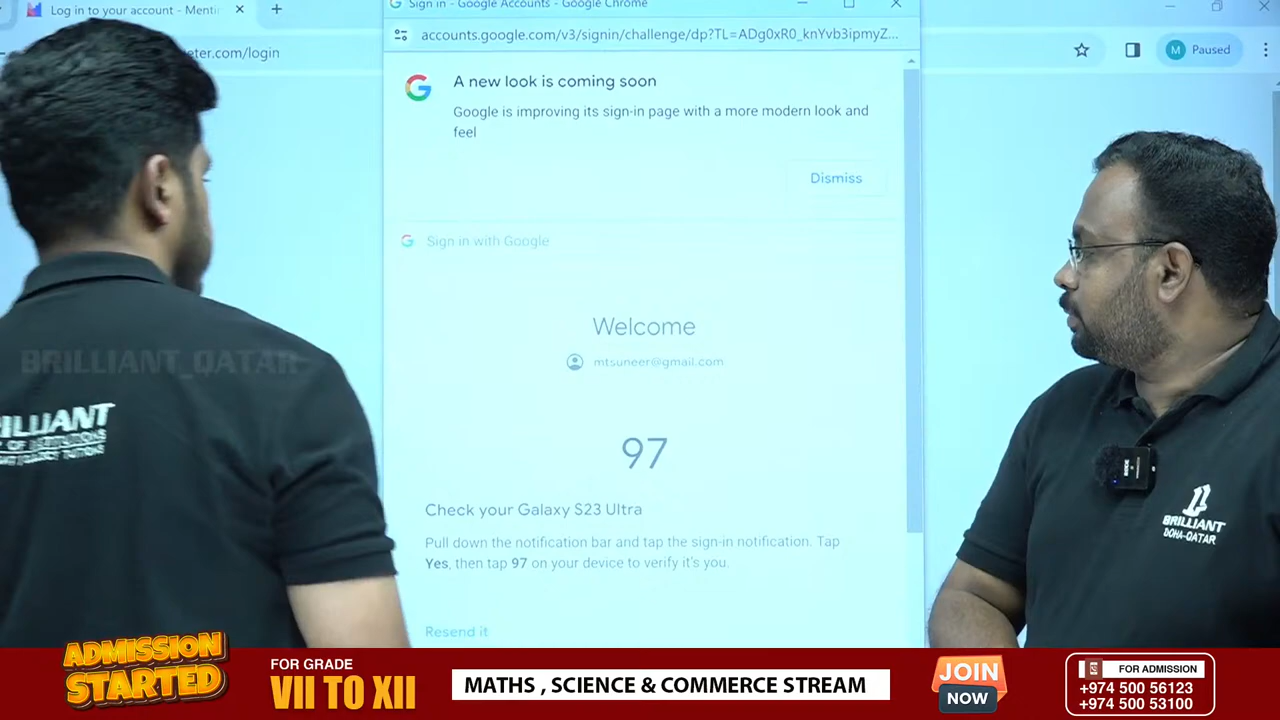 Log in to your account - Menti
Sign in - Google Accounts - Google Chrome
eter.com/login
accounts.google.com/v3/signin/challenge/dp?TL=ADg0xR0_knYvb3ipmyZ...
M Paused
A new look is coming soon
Google is improving its sign-in page with a more modern look and
feel
Dismiss
Sign in with Google
Welcome
mtsuneer@gmail.com
97
Check your Galaxy S23 Ultra
Pull down the notification bar and tap the sign-in notification. Tap
Yes, then tap 97 on your device to verify it's you.
Resend it
BRILLIANT_QATAR
RILLIANT
BRILLIANT
DOHA-QATAR
ADMISSION
STARTED
FOR GRADE
VII TO XII
MATHS , SCIENCE & COMMERCE STREAM
JOIN
NOW
FOR ADMISSION
+974 500 56123
+974 500 53100